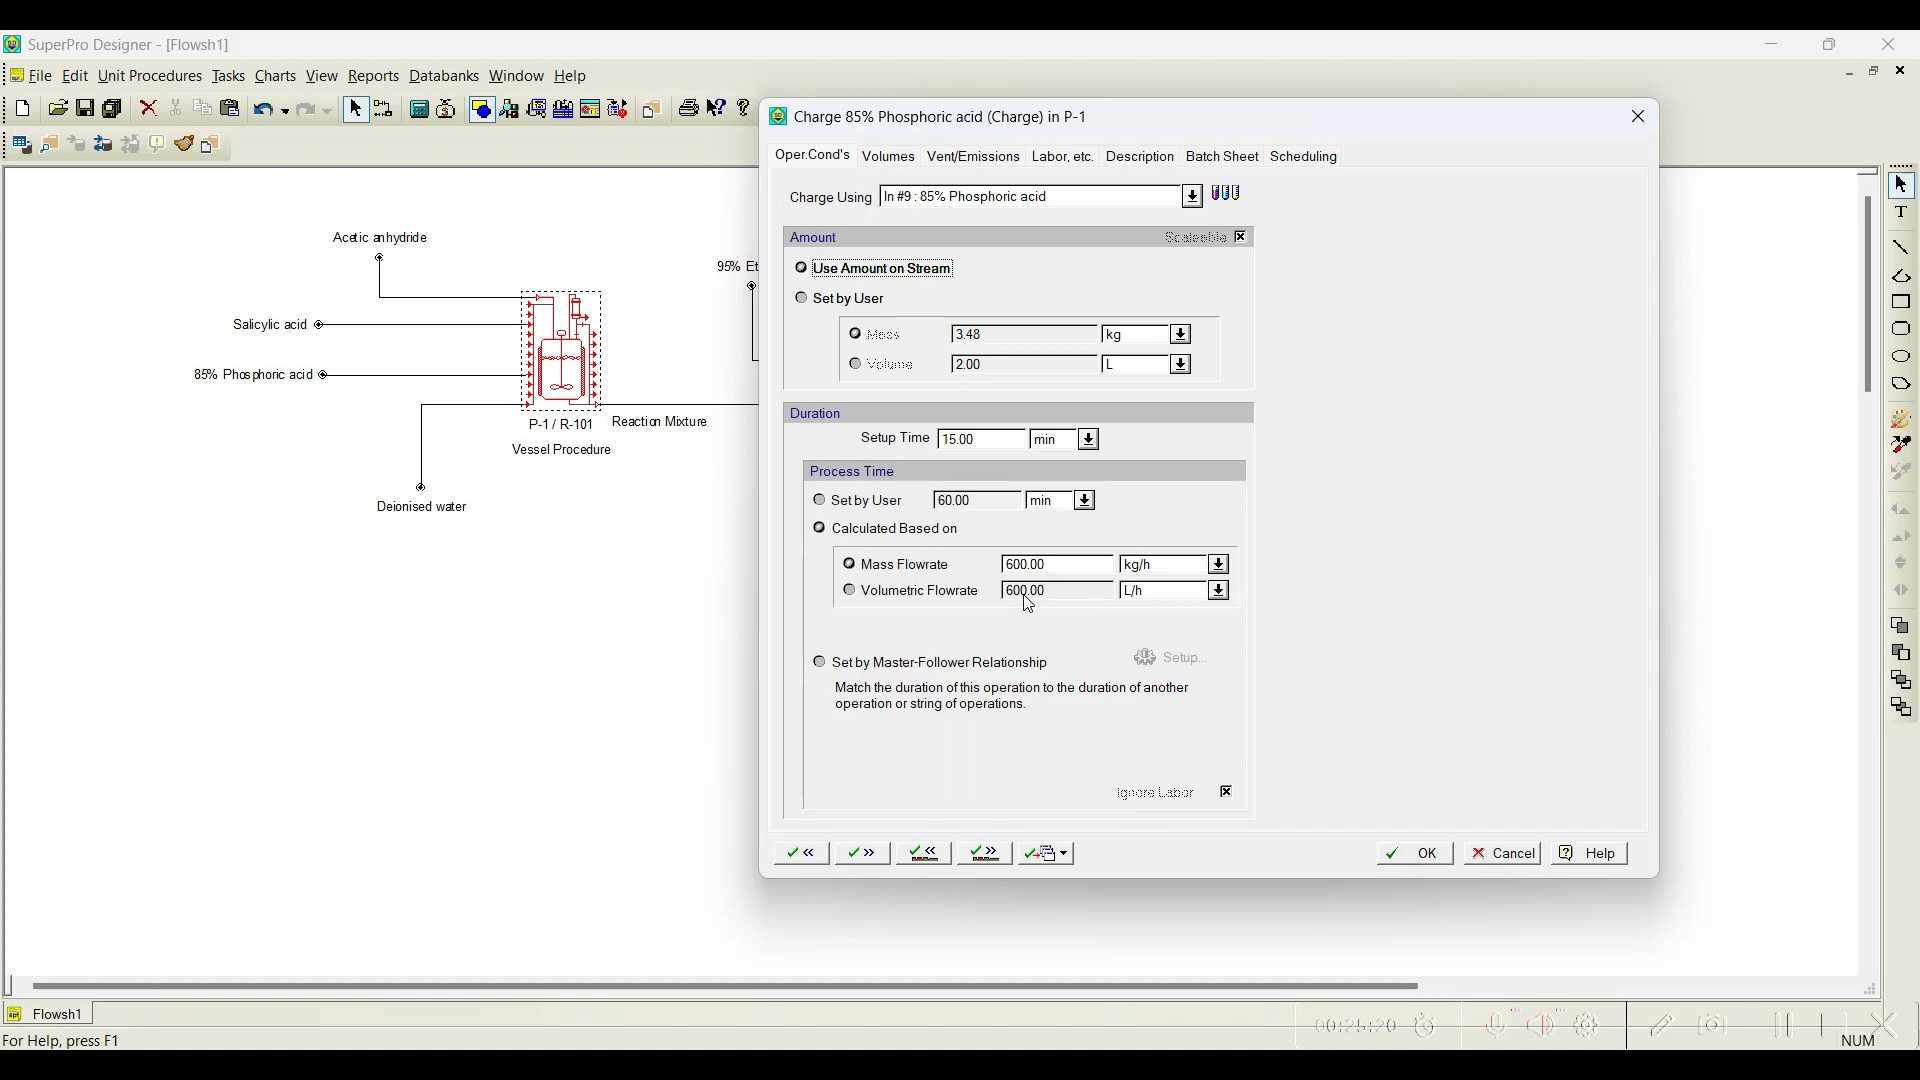 SuperPro Designer - [Flowsh1]
File Edit Unit Procedures Tasks Charts View Reports Databanks Window Help
Charge 85% Phosphoric acid (Charge) in P-1
Oper.Cond's Volumes Vent/Emissions Labor, etc. Description Batch Sheet Scheduling
Charge Using In #9 : 85% Phosphoric acid
Amount Scaleable
Use Amount on Stream
Set by User
Mass 3.48 kg
Volume 2.00 L
Duration
Setup Time 15.00 min
Process Time
Set by User 60.00 min
Calculated Based on
Mass Flowrate 600.00 kg/h
Volumetric Flowrate 600.00 L/h
Set by Master-Follower Relationship Setup...
Match the duration of this operation to the duration of another
operation or string of operations.
Ignore Labor
OK Cancel Help
Acetic anhydride
95% Et
Salicylic acid
85% Phosphoric acid
P-1 / R-101
Reaction Mixture
Vessel Procedure
Deionised water
T
Flowsh1
00:25:20
For Help, press F1
NUM